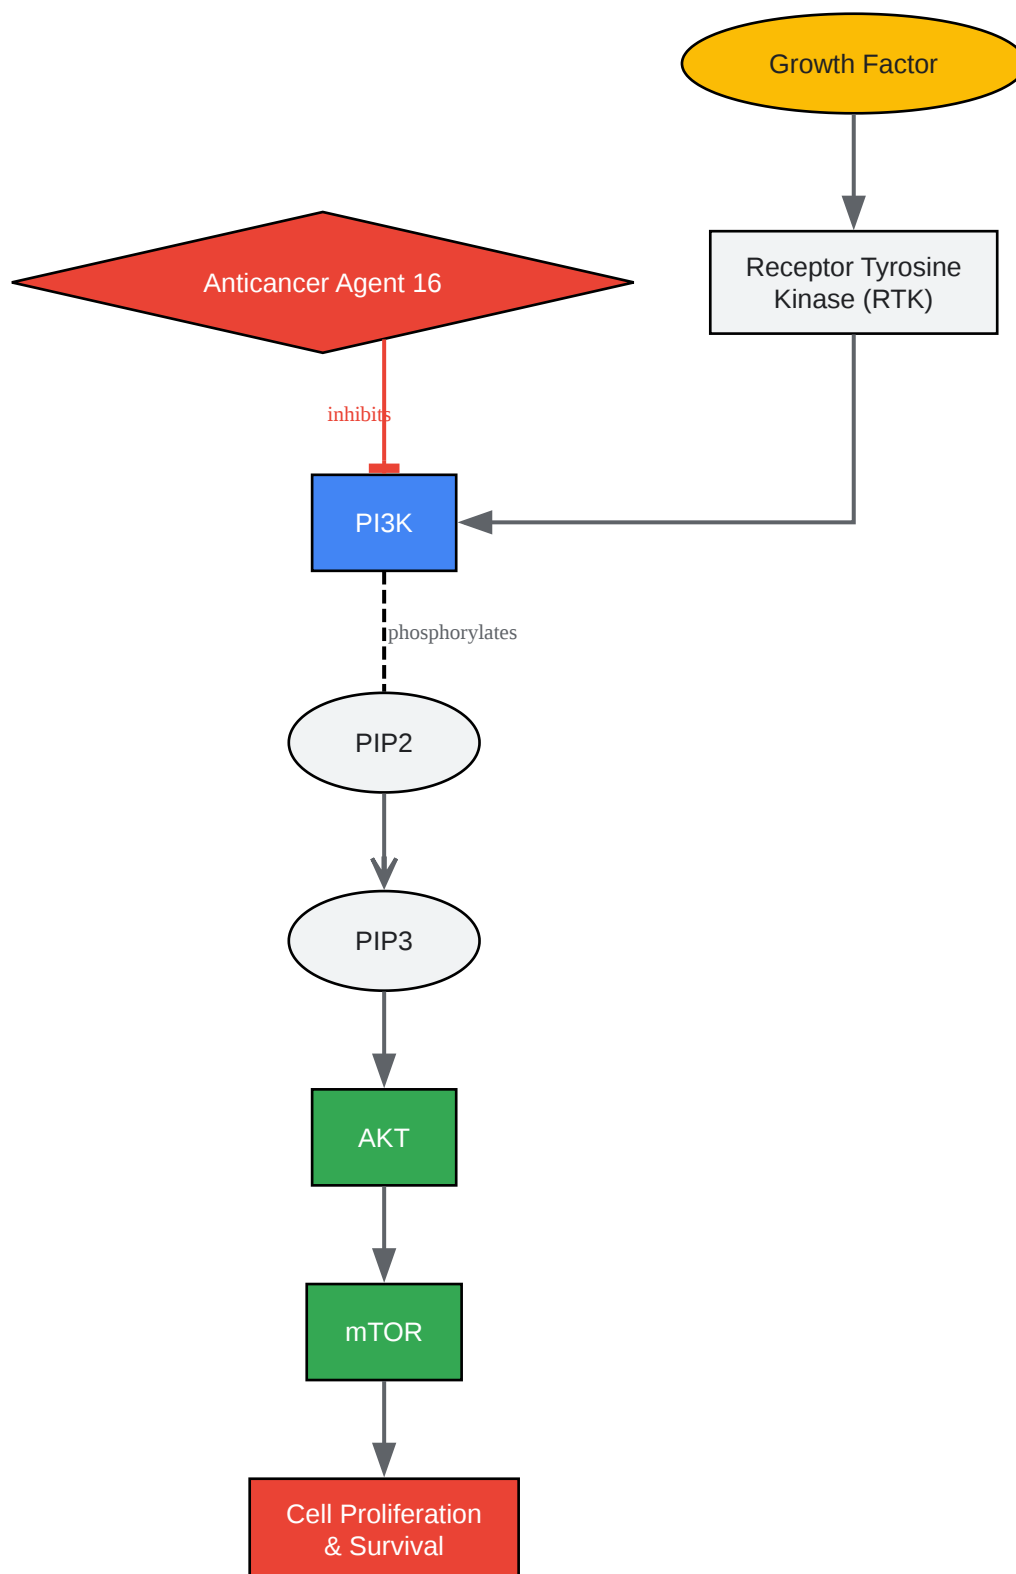 Growth Factor
Anticancer Agent 16
Receptor Tyrosine
Kinase (RTK)
inhibits
PI3K
phosphorylates
PIP2
PIP3
AKT
mTOR
Cell Proliferation
& Survival